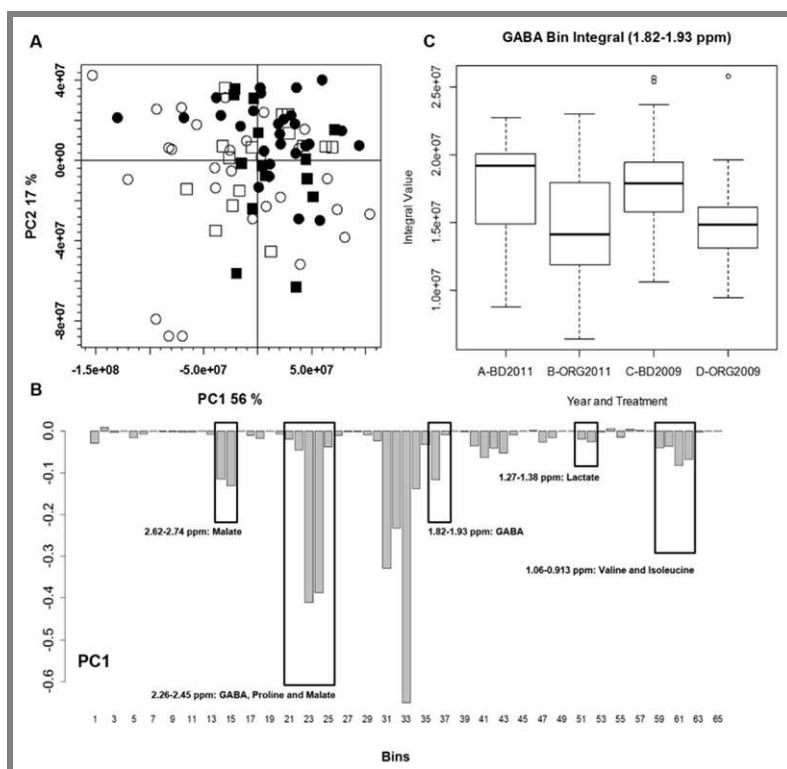 A
4e+07
0e+00
4e+07
-8e+07
PC2 17 %
-1.5e+08
-5.0e+07
5.0e+07
PC1 56 %
C
GABA Bin Integral (1.82-1.93 ppm)
2.5e+07
2.0e+07
1.5e+07
1.0e+07
Integral Value
A-BD2011 B-ORG2011 C-BD2009 D-ORG2009
Year and Treatment
B
0.0
-0.1
-0.2
-0.3
-0.4
-0.5
-0.6
2.62-2.74 ppm: Malate
1.82-1.93 ppm: GABA
1.27-1.38 ppm: Lactate
1.06-0.913 ppm: Valine and Isoleucine
PC1
2.26-2.45 ppm: GABA, Proline and Malate
1 3 5 7 9 11 13 15 17 19 21 23 25 27 29 31 33 35 37 39 41 43 45 47 49 51 53 55 57 59 61 63 65
Bins